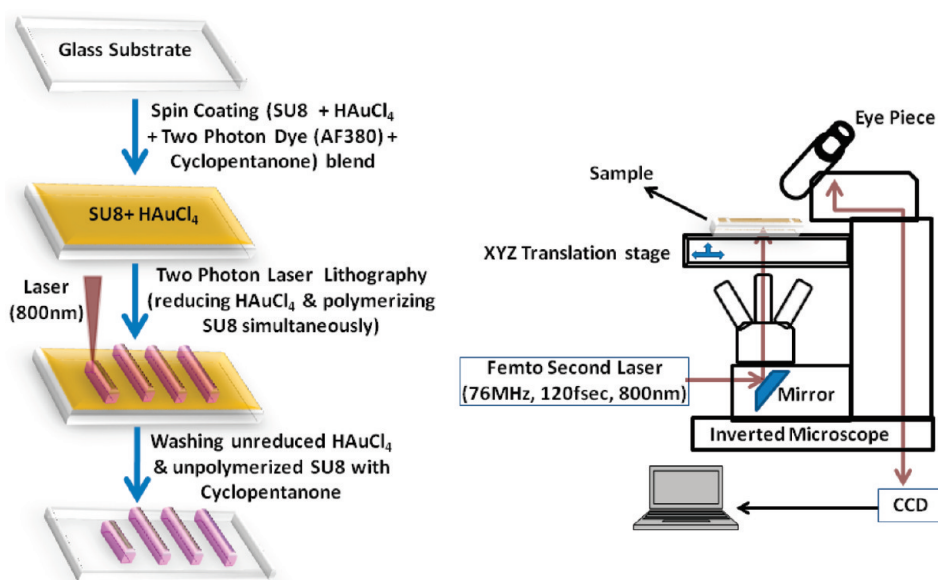 Glass Substrate
Spin Coating (SU8 + HAuCl₄
+Two Photon Dye (AF380) +
Cyclopentanone) blend
SU8+ HAuCl₄
Laser
(800nm)
Two Photon Laser Lithography
(reducing HAuCl₄ & polymerizing
SU8 simultaneously)
Washing unreduced HAuCl₄
& unpolymerized SU8 with
Cyclopentanone
Eye Piece
Sample
XYZ Translation stage
Femto Second Laser
(76MHz, 120fsec, 800nm)
Mirror
Inverted Microscope
CCD